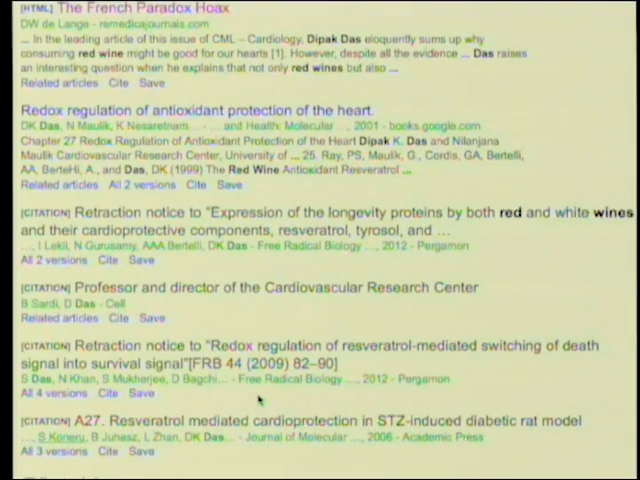 [HTML] The French Paradox Hoax
DW de Lange - remedicajournals.com
... In the leading article of this issue of CML – Cardiology, Dipak Das eloquently sums up why
consuming red wine might be good for our hearts [1]. However, despite all the evidence ... Das raises
an interesting question when he explains that not only red wines but also ...
Related articles Cite Save
Redox regulation of antioxidant protection of the heart.
DK Das, N Maulik, K Nesaretnam... - ... and Health: Molecular ..., 2001 - books.google.com
Chapter 27 Redox Regulation of Antioxidant Protection of the Heart Dipak K. Das and Nilanjana
Maulik Cardiovascular Research Center, University of ... 25. Ray, PS, Maulik, G., Cordis, GA, Bertelli,
AA, BerteHi, A., and Das, DK (1999) The Red Wine Antioxidant Resveratrol ...
Related articles All 2 versions Cite Save
[CITATION] Retraction notice to "Expression of the longevity proteins by both red and white wines
and their cardioprotective components, resveratrol, tyrosol, and ...
..., I Lekli, N Gurusamy, AAA Bertelli, DK Das - Free Radical Biology ..., 2012 - Pergamon
All 2 versions Cite Save
[CITATION] Professor and director of the Cardiovascular Research Center
B Sardi, D Das - Cell
Related articles Cite Save
[CITATION] Retraction notice to "Redox regulation of resveratrol-mediated switching of death
signal into survival signal"[FRB 44 (2009) 82–90]
S Das, N Khan, S Mukherjee, D Bagchi... - Free Radical Biology ..., 2012 - Pergamon
All 4 versions Cite Save
[CITATION] A27. Resveratrol mediated cardioprotection in STZ-induced diabetic rat model
..., S Koneru, B Juhasz, L Zhan, DK Das... - Journal of Molecular ..., 2006 - Academic Press
All 3 versions Cite Save